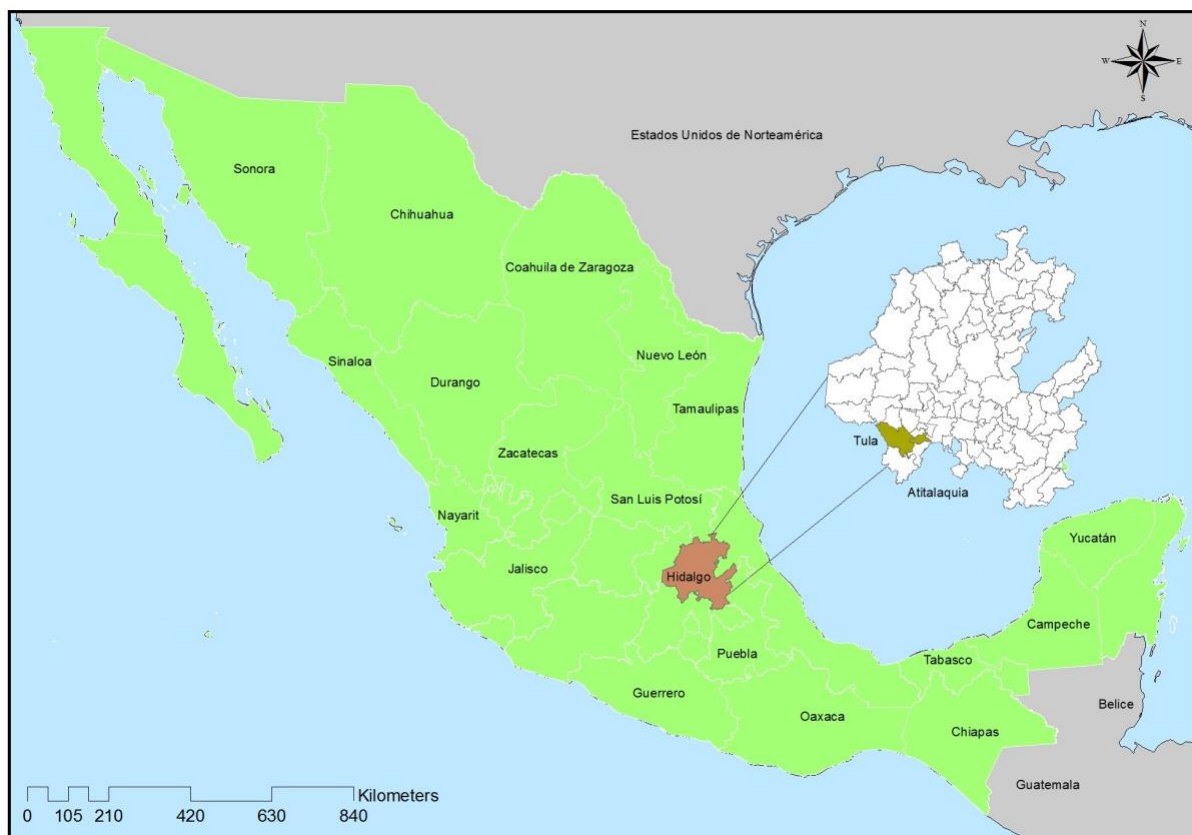 N
W
E
S
Estados Unidos de Norteamérica
Sonora
Chihuahua
Coahuila de Zaragoza
Nuevo León
Sinaloa
Durango
Tamaulipas
Tula
Zacatecas
Atitalaquia
San Luis Potosí
Nayarit
Yucatán
Jalisco
Hidalgo
Campeche
Puebla
Tabasco
Guerrero
Belice
Oaxaca
Chiapas
Guatemala
Kilometers
0 105 210 420 630 840